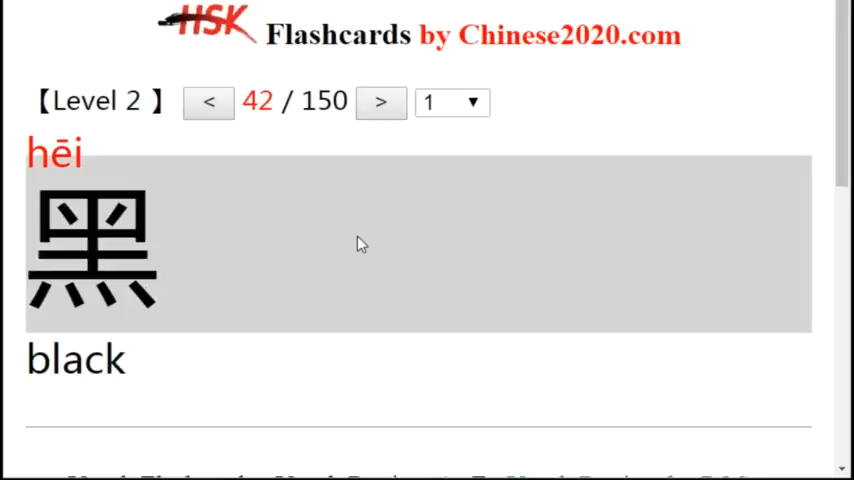 HSK Flashcards by Chinese2020.com
【Level 2 】 < 42 / 150 > 1 ▼
hēi
黑
black